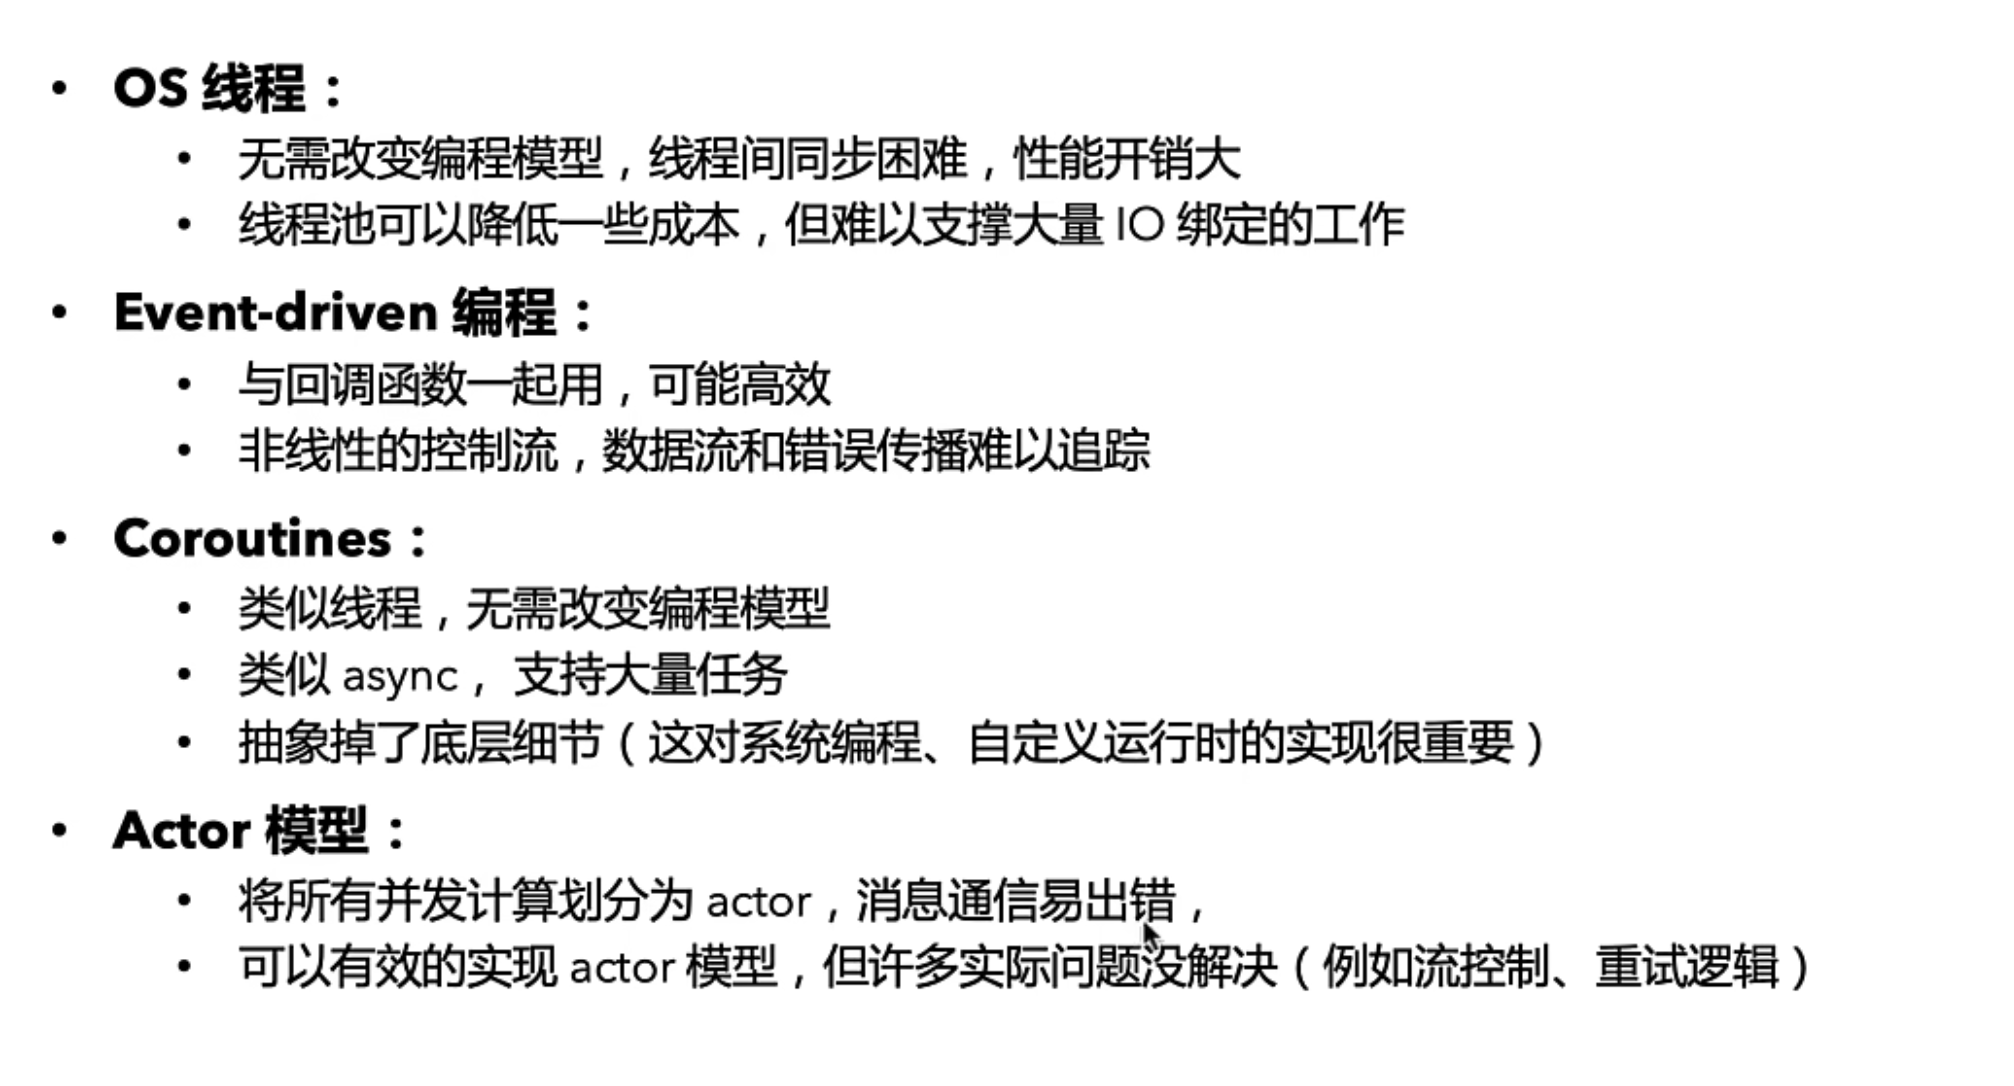 • OS 线程：
• 无需改变编程模型，线程间同步困难，性能开销大
• 线程池可以降低一些成本，但难以支撑大量 IO 绑定的工作
• Event-driven 编程：
• 与回调函数一起用，可能高效
• 非线性的控制流，数据流和错误传播难以追踪
• Coroutines：
• 类似线程，无需改变编程模型
• 类似 async， 支持大量任务
• 抽象掉了底层细节（这对系统编程、自定义运行时的实现很重要）
• Actor 模型：
• 将所有并发计算划分为 actor，消息通信易出错，
• 可以有效的实现 actor 模型，但许多实际问题没解决（例如流控制、重试逻辑）